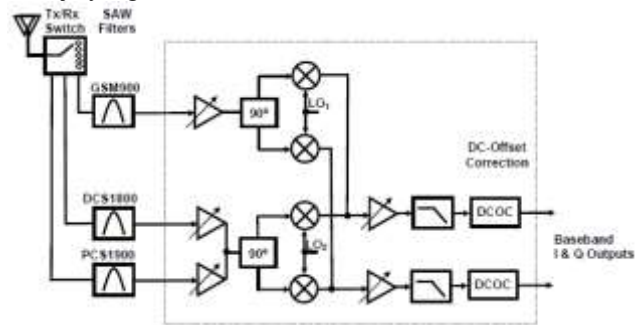 Tx/Rx
Switch
SAW
Filters
GSM900
90°
LO₁
DC-Offset
Correction
DCS1800
PCS1900
90°
LO₂
DCOC
DCOC
Baseband
I & Q Outputs